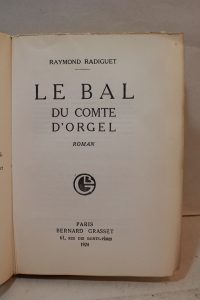 RAYMOND RADIGUET
LE BAL
DU COMTE
D'ORGEL
ROMAN
PARIS
BERNARD GRASSET
61, RUE DES SAINTS-PÈRES
1924